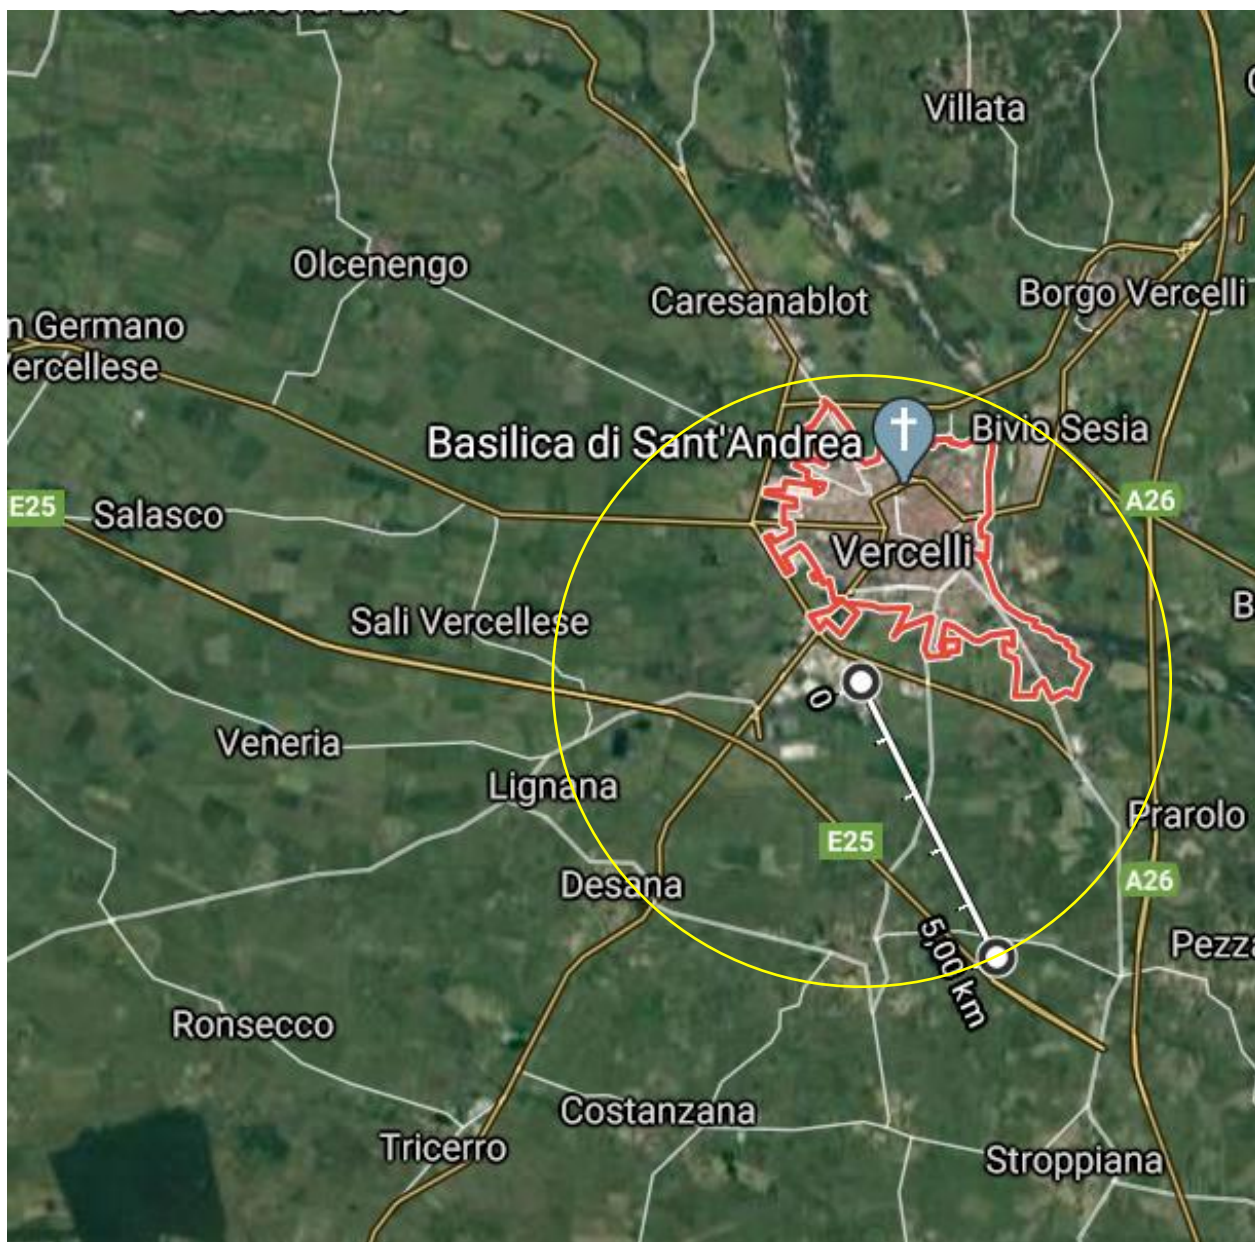 Villata
Olcenengo
Caresanablot
Borgo Vercelli
n Germano
Vercellese
Basilica di Sant'Andrea
Bivio Sesia
E25
Salasco
A26
Vercelli
Sali Vercellese
B
0
Veneria
Lignana
Prarolo
E25
Desana
A26
5,00 km
Pezza
Ronsecco
Costanzana
Tricerro
Stroppiana